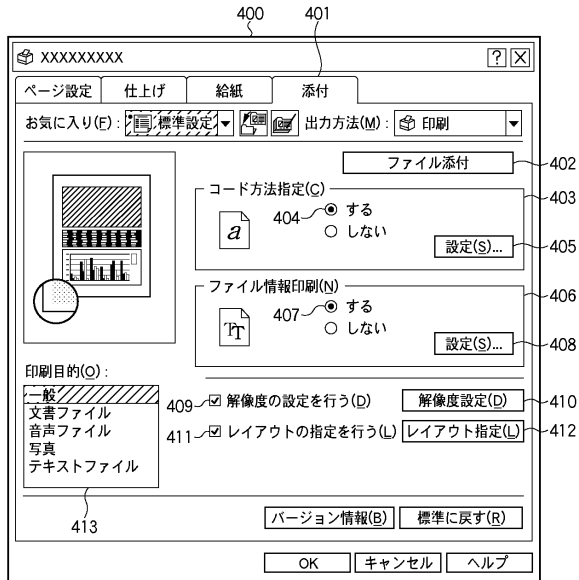 400
401
XXXXXXXXX
?
X
ページ設定
仕上げ
給紙
添付
お気に入り(F):
標準設定
出力方法(M):
印刷
ファイル添付
402
コード方法指定(C)
403
a
404
する
しない
設定(S)...
405
ファイル情報印刷(N)
406
TT
407
する
しない
設定(S)...
408
印刷目的(O):
一般
文書ファイル
音声ファイル
写真
テキストファイル
413
409
解像度の設定を行う(D)
解像度設定(D)
410
411
レイアウトの指定を行う(L)
レイアウト指定(L)
412
バージョン情報(B)
標準に戻す(R)
OK
キャンセル
ヘルプ